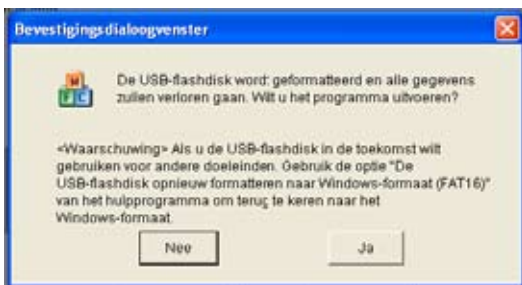 Bevestigingsdialoogvenster
De USB-flashdisk wordt geformatteerd en alle gegevens
zullen verloren gaan. Wilt u het programma uitvoeren?
<Waarschuwing> Als u de USB-flashdisk in de toekomst wilt
gebruiken voor andere doeleinden. Gebruik de optie "De
USB-flashdisk opnieuw formatteren naar Windows-formaat (FAT16)"
van het hulpprogramma om terug te keren naar het
Windows-formaat.
Nee
Ja